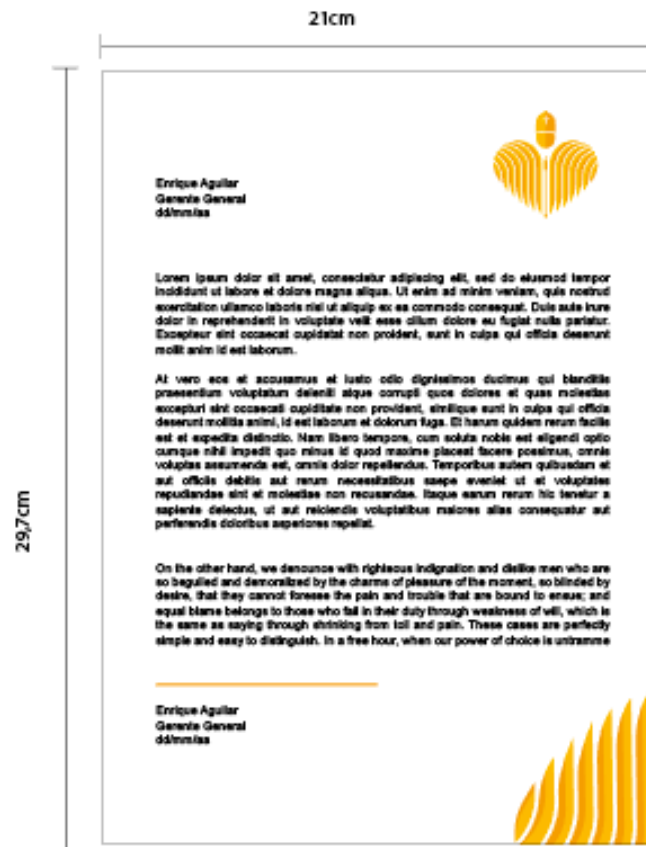 21cm
29,7cm
Enrique Aguilar
Gerente General
dd/mm/aa
Lorem ipsum dolor sit amet, consectetur adipiscing elit, sed do eiusmod tempor
incididunt ut labore et dolore magna aliqua. Ut enim ad minim veniam, quis nostrud
exercitation ullamco laboris nisi ut aliquip ex ea commodo consequat. Duis aute irure
dolor in reprehenderit in voluptate velit esse cillum dolore eu fugiat nulla pariatur.
Excepteur sint occaecat cupidatat non proident, sunt in culpa qui officia deserunt
mollit anim id est laborum.
At vero eos et accusamus et iusto odio dignissimos ducimus qui blanditiis
praesentium voluptatum deleniti atque corrupti quos dolores et quas molestias
excepturi sint occaecati cupiditate non provident, similique sunt in culpa qui officia
deserunt mollitia animi, id est laborum et dolorum fuga. Et harum quidem rerum facilis
est et expedita distinctio. Nam libero tempore, cum soluta nobis est eligendi optio
cumque nihil impedit quo minus id quod maxime placeat facere possimus, omnis
voluptas assumenda est, omnis dolor repellendus. Temporibus autem quibusdam et
aut officiis debitis aut rerum necessitatibus saepe eveniet ut et voluptates
repudiandae sint et molestiae non recusandae. Itaque earum rerum hic tenetur a
sapiente delectus, ut aut reiciendis voluptatibus maiores alias consequatur aut
perferendis doloribus asperiores repellat.
On the other hand, we denounce with righteous indignation and dislike men who are
so beguiled and demoralized by the charms of pleasure of the moment, so blinded by
desire, that they cannot foresee the pain and trouble that are bound to ensue; and
equal blame belongs to those who fail in their duty through weakness of will, which is
the same as saying through shrinking from toil and pain. These cases are perfectly
simple and easy to distinguish. In a free hour, when our power of choice is untramme
Enrique Aguilar
Gerente General
dd/mm/aa